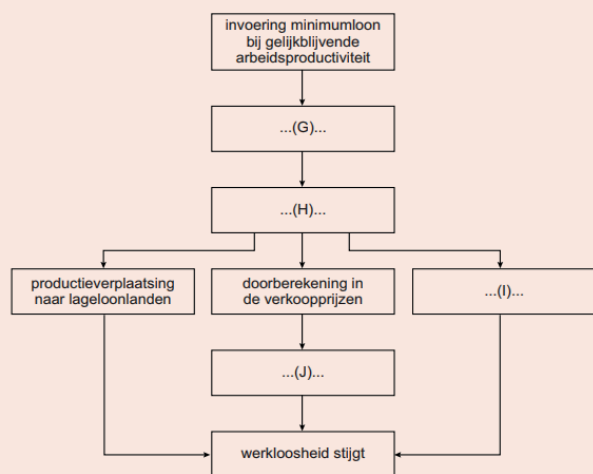 invoering minimumloon
bij gelijkblijvende
arbeidsproductiviteit
...(G)...
...(H)...
productieverplaatsing
naar lageloonlanden
doorberekening in
de verkoopprijzen
...(I)...
...(J)...
werkloosheid stijgt